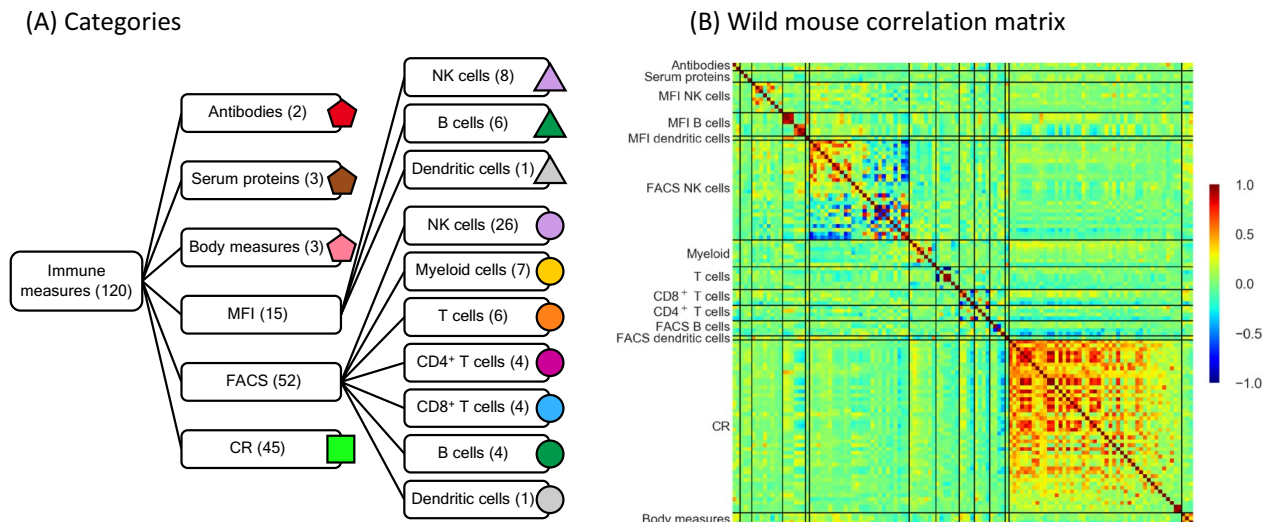 (A) Categories
Immune
measures (120)
Antibodies (2)
Serum proteins (3)
Body measures (3)
MFI (15)
FACS (52)
CR (45)
NK cells (8)
B cells (6)
Dendritic cells (1)
NK cells (26)
Myeloid cells (7)
T cells (6)
CD4⁺ T cells (4)
CD8⁺ T cells (4)
B cells (4)
Dendritic cells (1)
(B) Wild mouse correlation matrix
Antibodies
Serum proteins
MFI NK cells
MFI B cells
MFI dendritic cells
FACS NK cells
Myeloid
T cells
CD8⁺ T cells
CD4⁺ T cells
FACS B cells
FACS dendritic cells
CR
Body measures
1.0
0.5
0.0
−0.5
−1.0